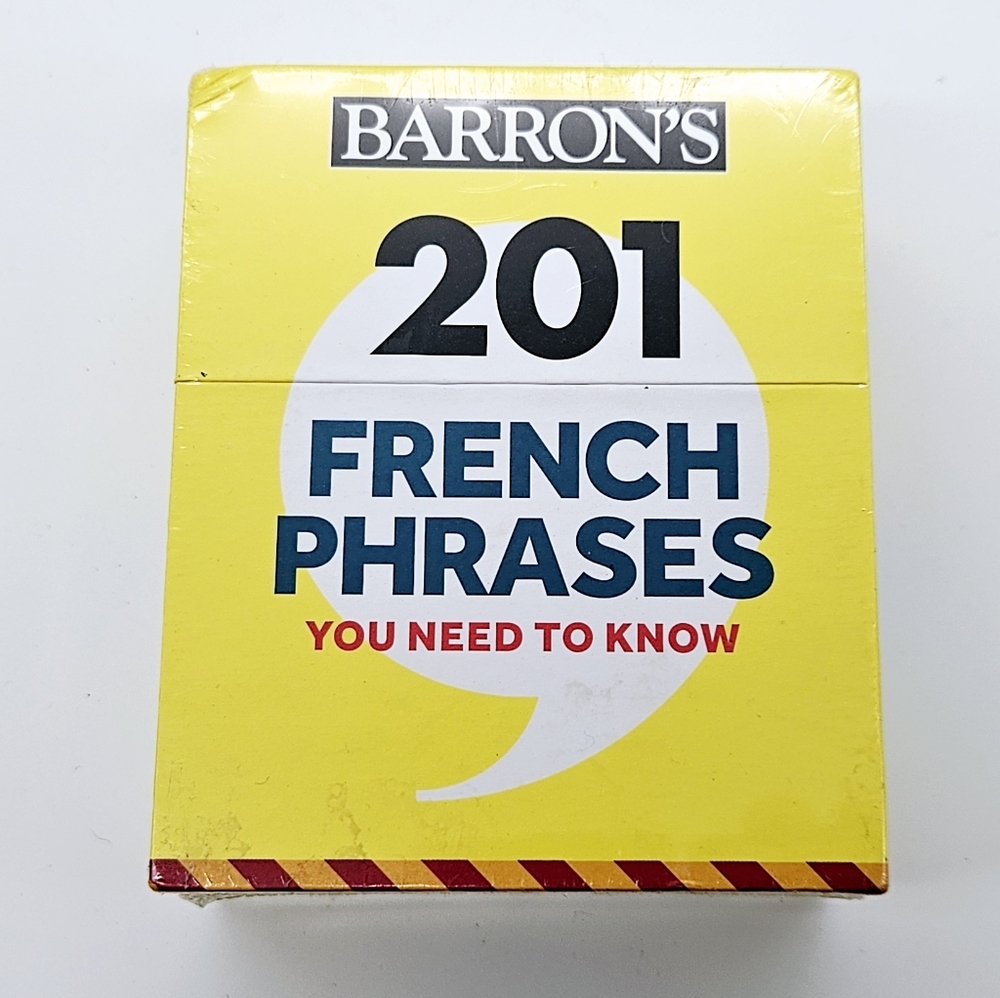 BARRON'S
201
FRENCH
PHRASES
YOU NEED TO KNOW